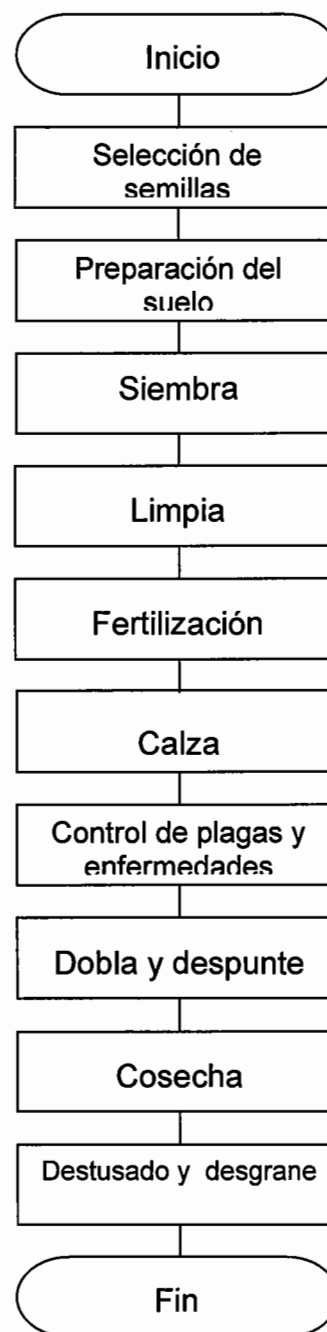 Inicio
Selección de
semillas
Preparación del
suelo
Siembra
Limpia
Fertilización
Calza
Control de plagas y
enfermedades
Dobla y despunte
Cosecha
Destusado y desgrane
Fin